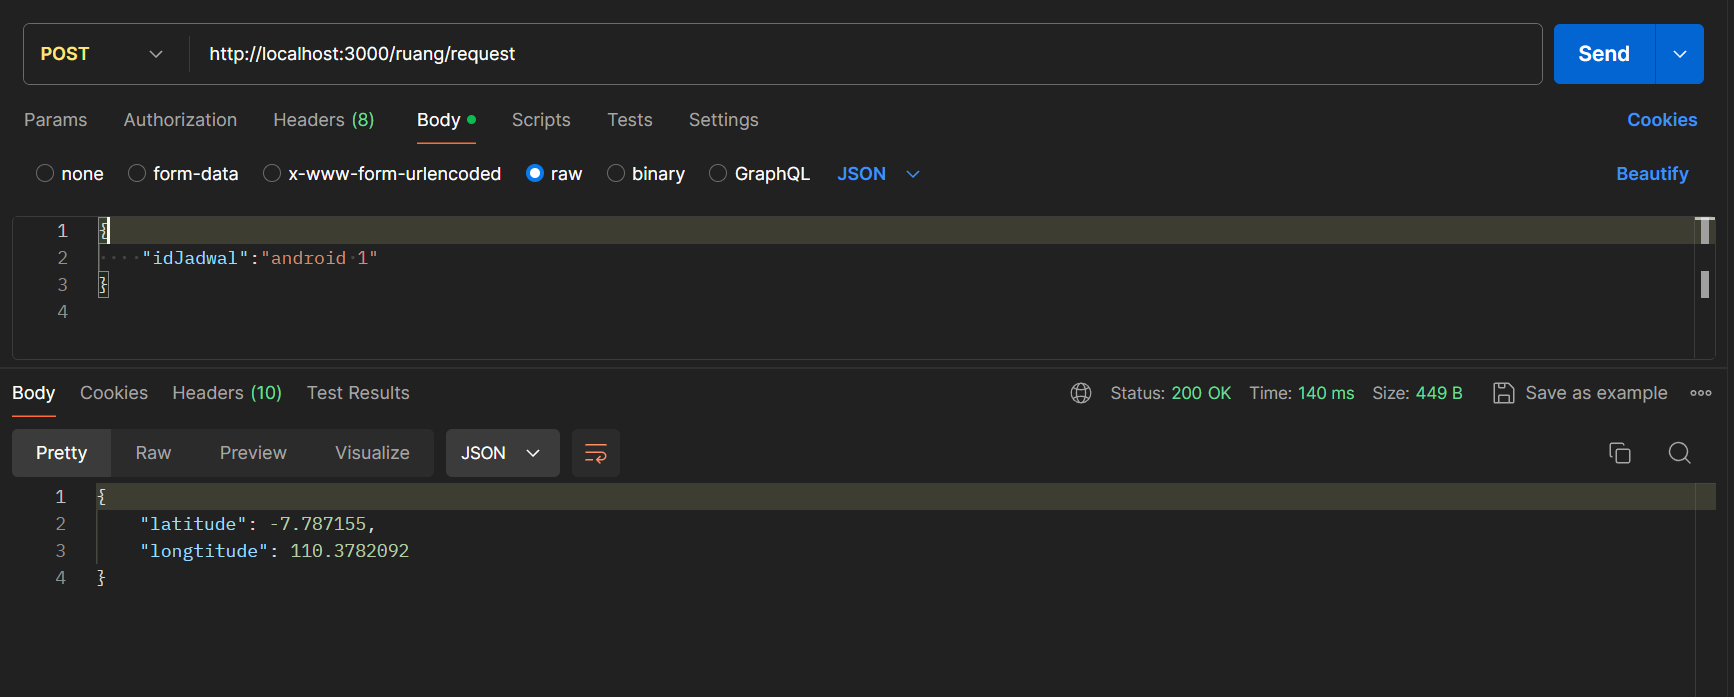 POST http://localhost:3000/ruang/request Send
Params Authorization Headers (8) Body Scripts Tests Settings Cookies
none form-data x-www-form-urlencoded raw binary GraphQL JSON Beautify
1 {
2 ····"idJadwal":"android·1"
3 }
4
Body Cookies Headers (10) Test Results Status: 200 OK Time: 140 ms Size: 449 B Save as example
Pretty Raw Preview Visualize JSON
1 {
2 "latitude": -7.787155,
3 "longtitude": 110.3782092
4 }